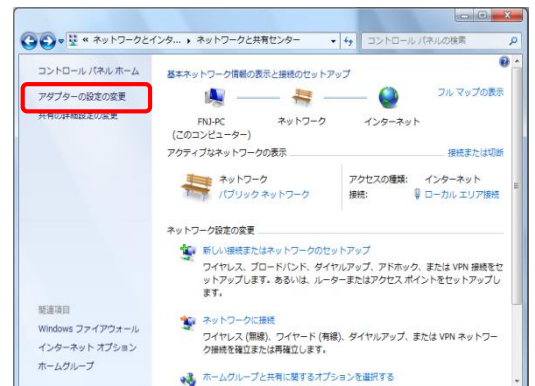 « ネットワークとインタ... ▸ ネットワークと共有センター
コントロール パネルの検索
コントロール パネル ホーム
アダプターの設定の変更
共有の詳細設定の変更
基本ネットワーク情報の表示と接続のセットアップ
フル マップの表示
FNJ-PC
(このコンピューター)
ネットワーク
インターネット
アクティブなネットワークの表示
接続または切断
ネットワーク
パブリック ネットワーク
アクセスの種類: インターネット
接続: ローカル エリア接続
ネットワーク設定の変更
新しい接続またはネットワークのセットアップ
ワイヤレス、ブロードバンド、ダイヤルアップ、アドホック、または VPN 接続をセ
ットアップします。あるいは、ルーターまたはアクセス ポイントをセットアップし
ます。
ネットワークに接続
ワイヤレス (無線)、ワイヤード (有線)、ダイヤルアップ、または VPN ネットワー
ク接続を確立または再確立します。
ホームグループと共有に関するオプションを選択する
関連項目
Windows ファイアウォール
インターネット オプション
ホームグループ